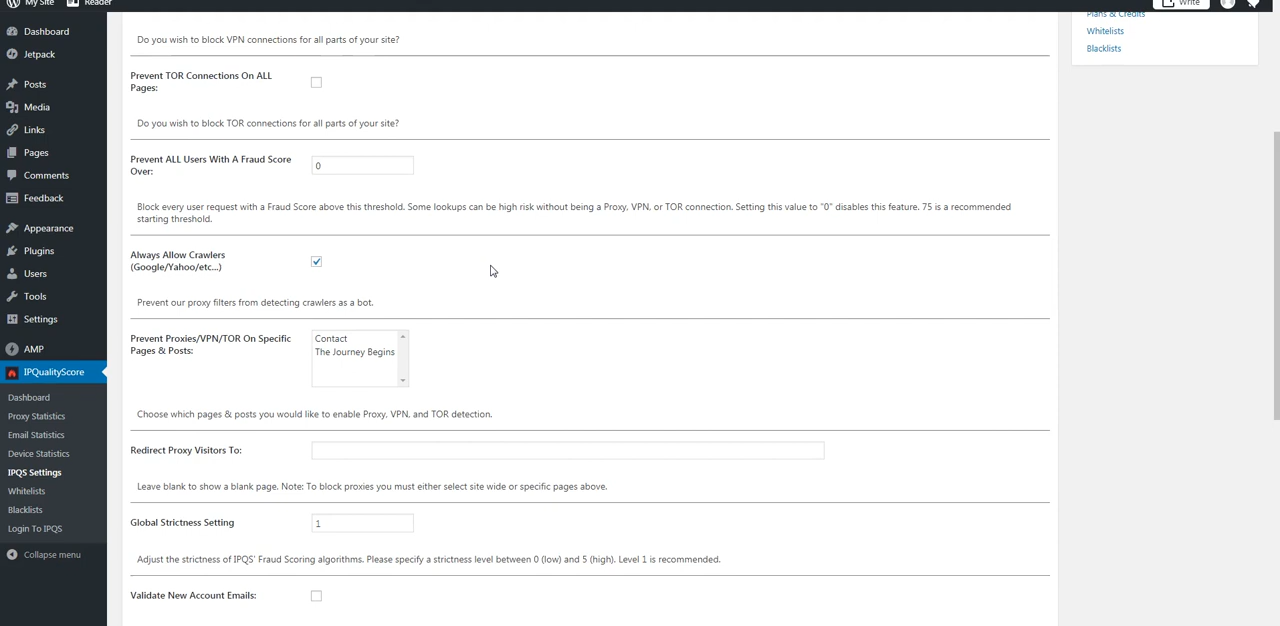 My Site
Reader
Write
Dashboard
Jetpack
Posts
Media
Links
Pages
Comments
Feedback
Appearance
Plugins
Users
Tools
Settings
AMP
IPQualityScore
Dashboard
Proxy Statistics
Email Statistics
Device Statistics
IPQS Settings
Whitelists
Blacklists
Login To IPQS
Collapse menu
Do you wish to block VPN connections for all parts of your site?
Prevent TOR Connections On ALL
Pages:
Do you wish to block TOR connections for all parts of your site?
Prevent ALL Users With A Fraud Score
Over:
0
Block every user request with a Fraud Score above this threshold. Some lookups can be high risk without being a Proxy, VPN, or TOR connection. Setting this value to "0" disables this feature. 75 is a recommended
starting threshold.
Always Allow Crawlers
(Google/Yahoo/etc...)
Prevent our proxy filters from detecting crawlers as a bot.
Prevent Proxies/VPN/TOR On Specific
Pages & Posts:
Contact
The Journey Begins
Choose which pages & posts you would like to enable Proxy, VPN, and TOR detection.
Redirect Proxy Visitors To:
Leave blank to show a blank page. Note: To block proxies you must either select site wide or specific pages above.
Global Strictness Setting
1
Adjust the strictness of IPQS' Fraud Scoring algorithms. Please specify a strictness level between 0 (low) and 5 (high). Level 1 is recommended.
Validate New Account Emails:
Plans & Credits
Whitelists
Blacklists